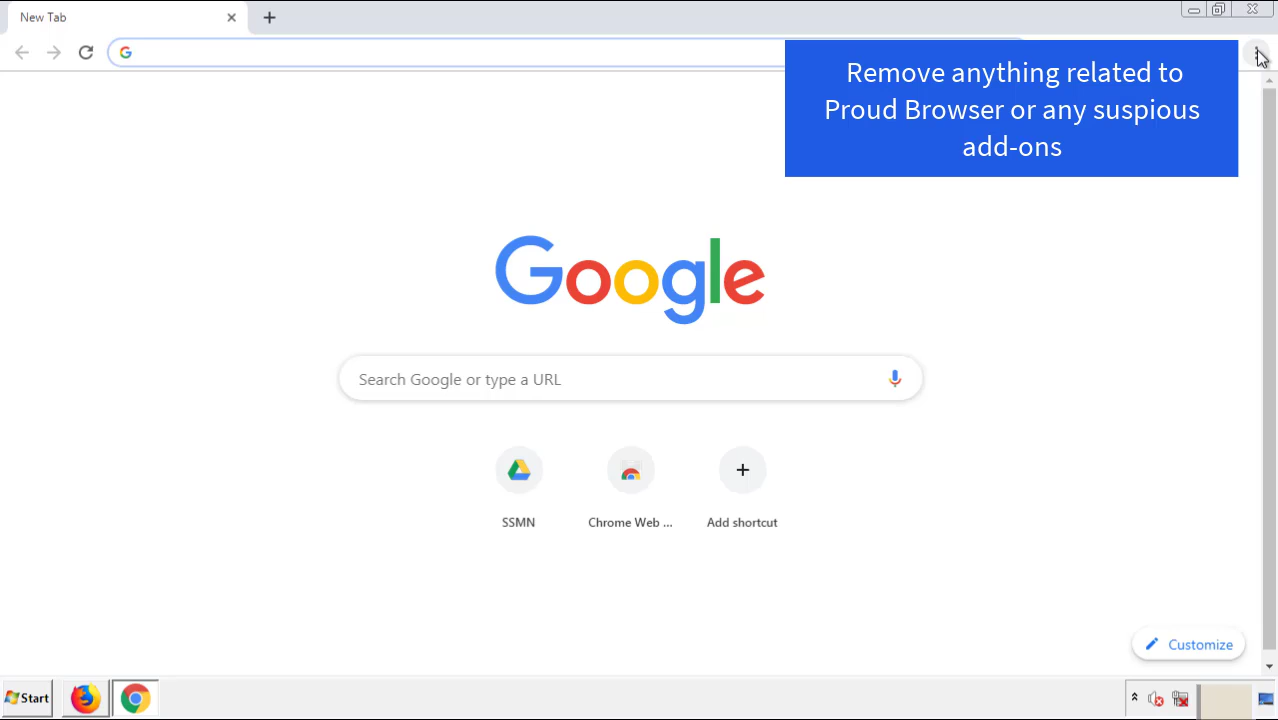 New Tab
Remove anything related to
Proud Browser or any suspious
add-ons
Google
Search Google or type a URL
SSMN
Chrome Web ...
Add shortcut
Customize
Start